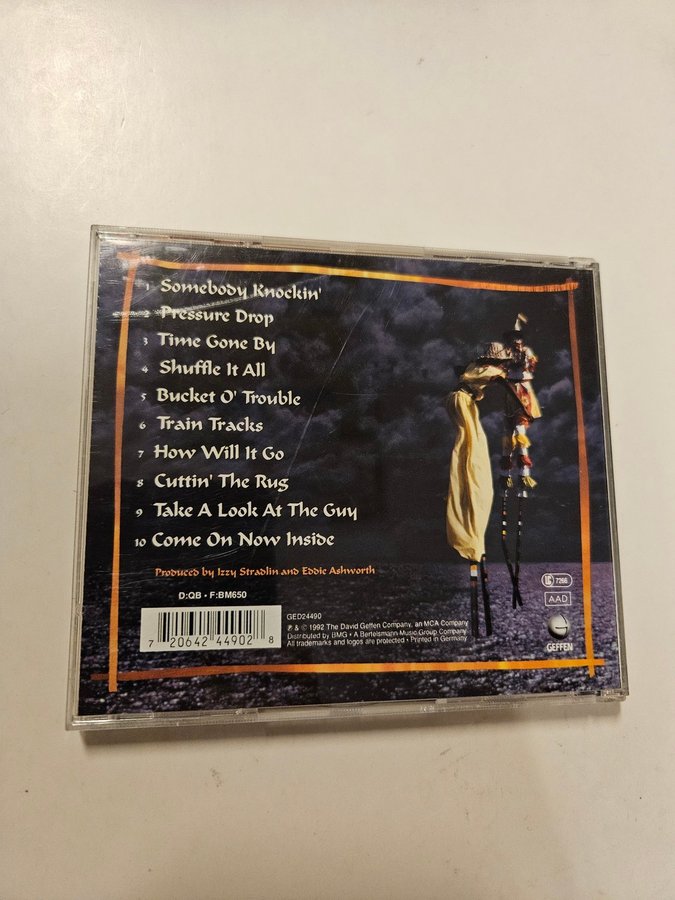 1 Somebody Knockin'
2 Pressure Drop
3 Time Gone By
4 Shuffle It All
5 Bucket O' Trouble
6 Train Tracks
7 How Will It Go
8 Cuttin' The Rug
9 Take A Look At The Guy
10 Come On Now Inside
Produced by Izzy Stradlin and Eddie Ashworth
D:QB • F:BM650
7 20642 44902 8
GED24490
℗ & © 1992 The David Geffen Company, an MCA Company
Distributed by BMG • A Bertelsmann Music Group Company
All trademarks and logos are protected • Printed in Germany
LC 7266
AAD
GEFFEN